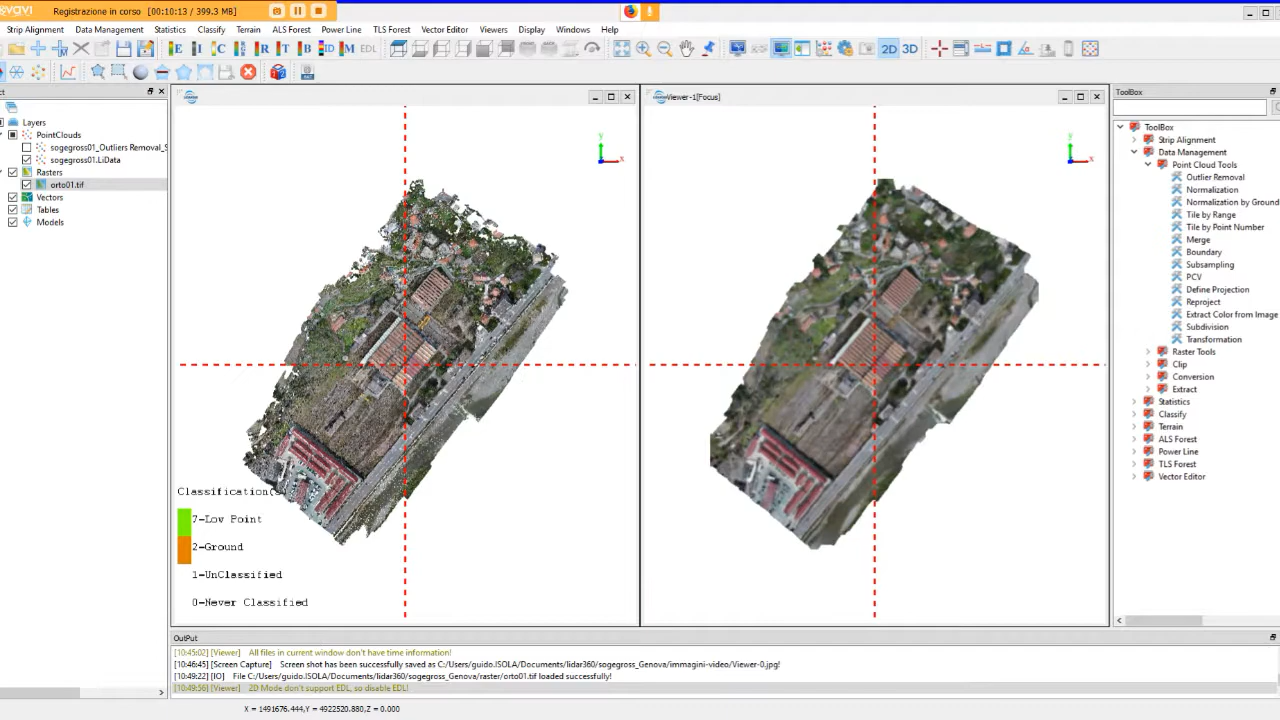 Registrazione in corso [00:10:13 / 399.3 MB]
Strip Alignment Data Management Statistics Classify Terrain ALS Forest Power Line TLS Forest Vector Editor Viewers Display Windows Help
E I C R T B ID M EDL 2D 3D
Viewer-1[Focus]
ToolBox
Layers
PointClouds
sogegross01_Outliers Removal_S
sogegross01.LiData
Rasters
orto01.tif
Vectors
Tables
Models
y
x
y
x
Classification(s
7-Low Point
2-Ground
1-UnClassified
0-Never Classified
ToolBox
Strip Alignment
Data Management
Point Cloud Tools
Outlier Removal
Normalization
Normalization by Ground
Tile by Range
Tile by Point Number
Merge
Boundary
Subsampling
PCV
Define Projection
Reproject
Extract Color from Image
Subdivision
Transformation
Raster Tools
Clip
Conversion
Extract
Statistics
Classify
Terrain
ALS Forest
Power Line
TLS Forest
Vector Editor
OutPut
[10:45:02] [Viewer] All files in current window don't have time information!
[10:46:45] [Screen Capture] Screen shot has been successfully saved as C:/Users/guido.ISOLA/Documents/lidar360/sogegross_Genova/immagini-video/Viewer-0.jpg!
[10:49:22] [IO] File C:/Users/guido.ISOLA/Documents/lidar360/sogegross_Genova/raster/orto01.tif loaded successfully!
[10:49:56] [Viewer] 2D Mode don't support EDL, so disable EDL!
X = 1491676.444,Y = 4922520.880,Z = 0.000